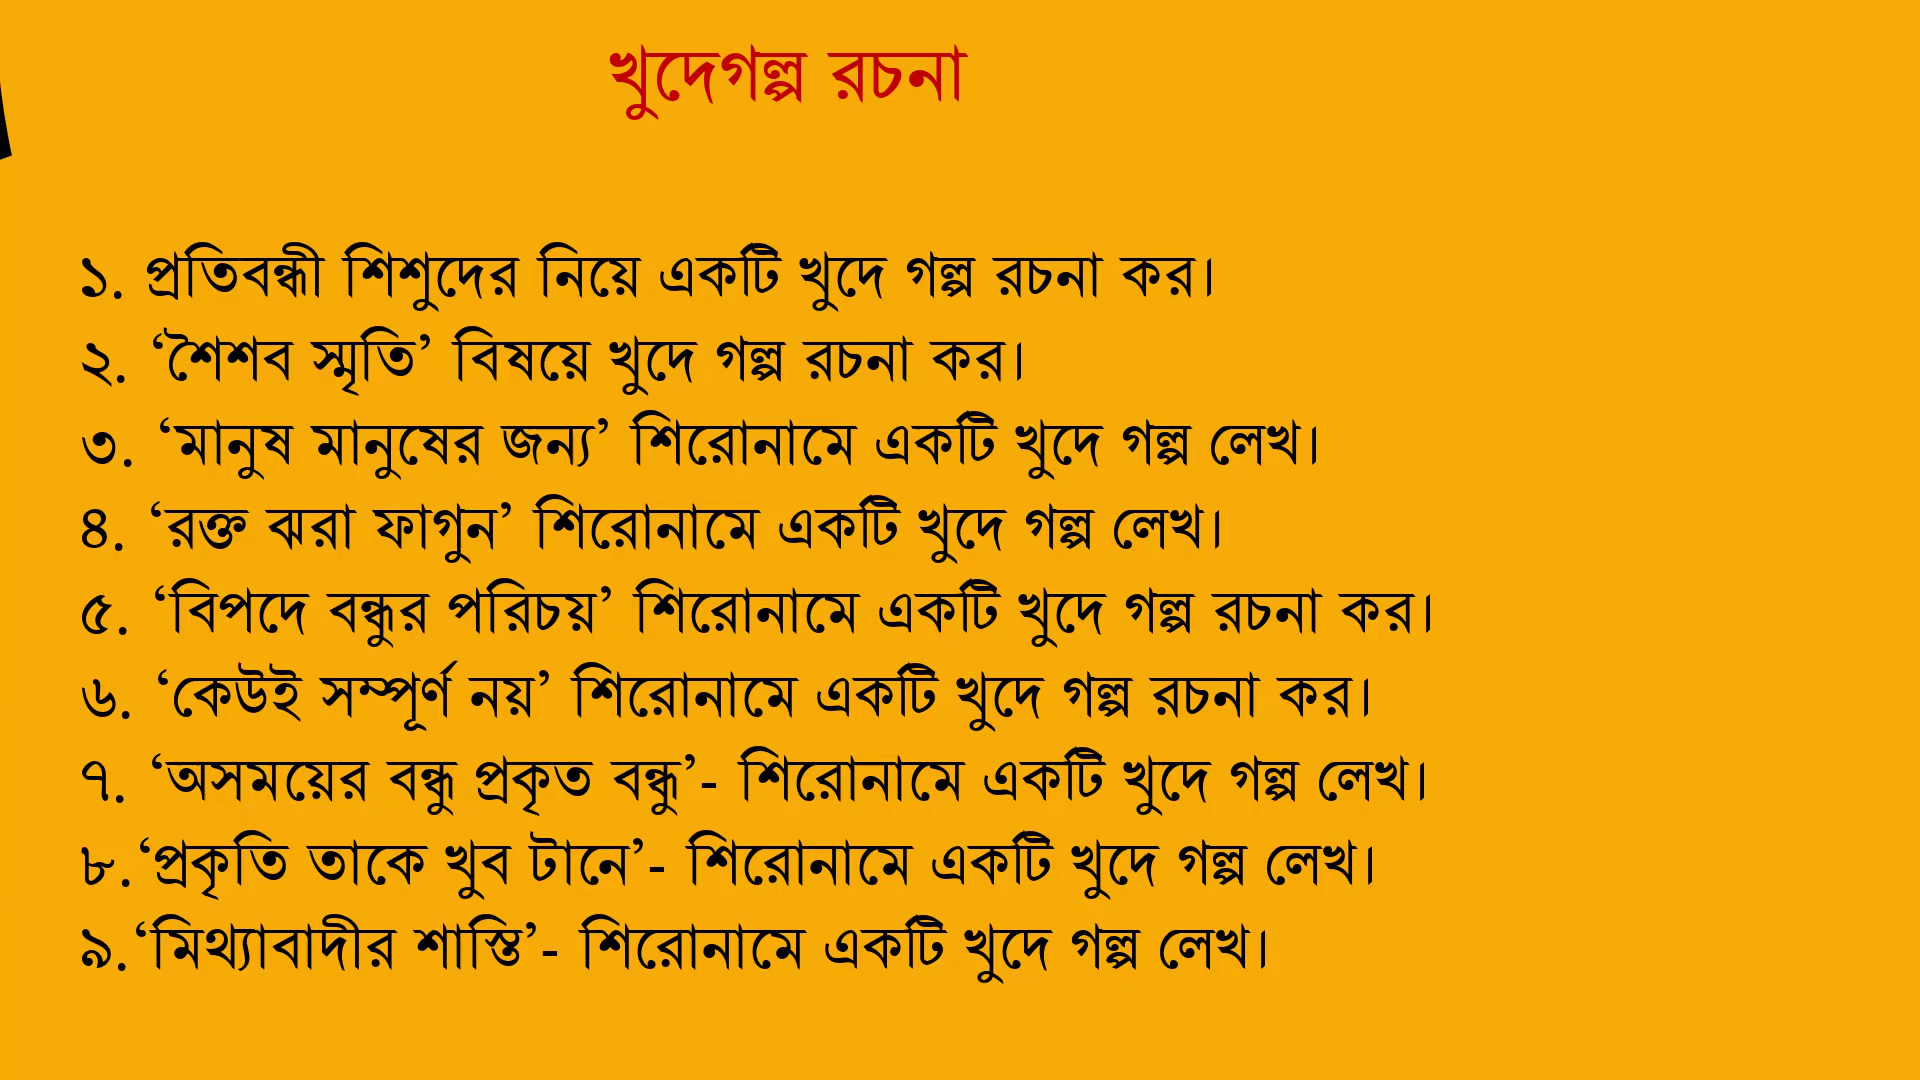 খুদেগল্প রচনা
১. প্রতিবন্ধী শিশুদের নিয়ে একটি খুদে গল্প রচনা কর।
২. ‘শৈশব স্মৃতি’ বিষয়ে খুদে গল্প রচনা কর।
৩. ‘মানুষ মানুষের জন্য’ শিরোনামে একটি খুদে গল্প লেখ।
৪. ‘রক্ত ঝরা ফাগুন’ শিরোনামে একটি খুদে গল্প লেখ।
৫. ‘বিপদে বন্ধুর পরিচয়’ শিরোনামে একটি খুদে গল্প রচনা কর।
৬. ‘কেউই সম্পূর্ণ নয়’ শিরোনামে একটি খুদে গল্প রচনা কর।
৭. ‘অসময়ের বন্ধু প্রকৃত বন্ধু’- শিরোনামে একটি খুদে গল্প লেখ।
৮.‘প্রকৃতি তাকে খুব টানে’- শিরোনামে একটি খুদে গল্প লেখ।
৯.‘মিথ্যাবাদীর শাস্তি’- শিরোনামে একটি খুদে গল্প লেখ।